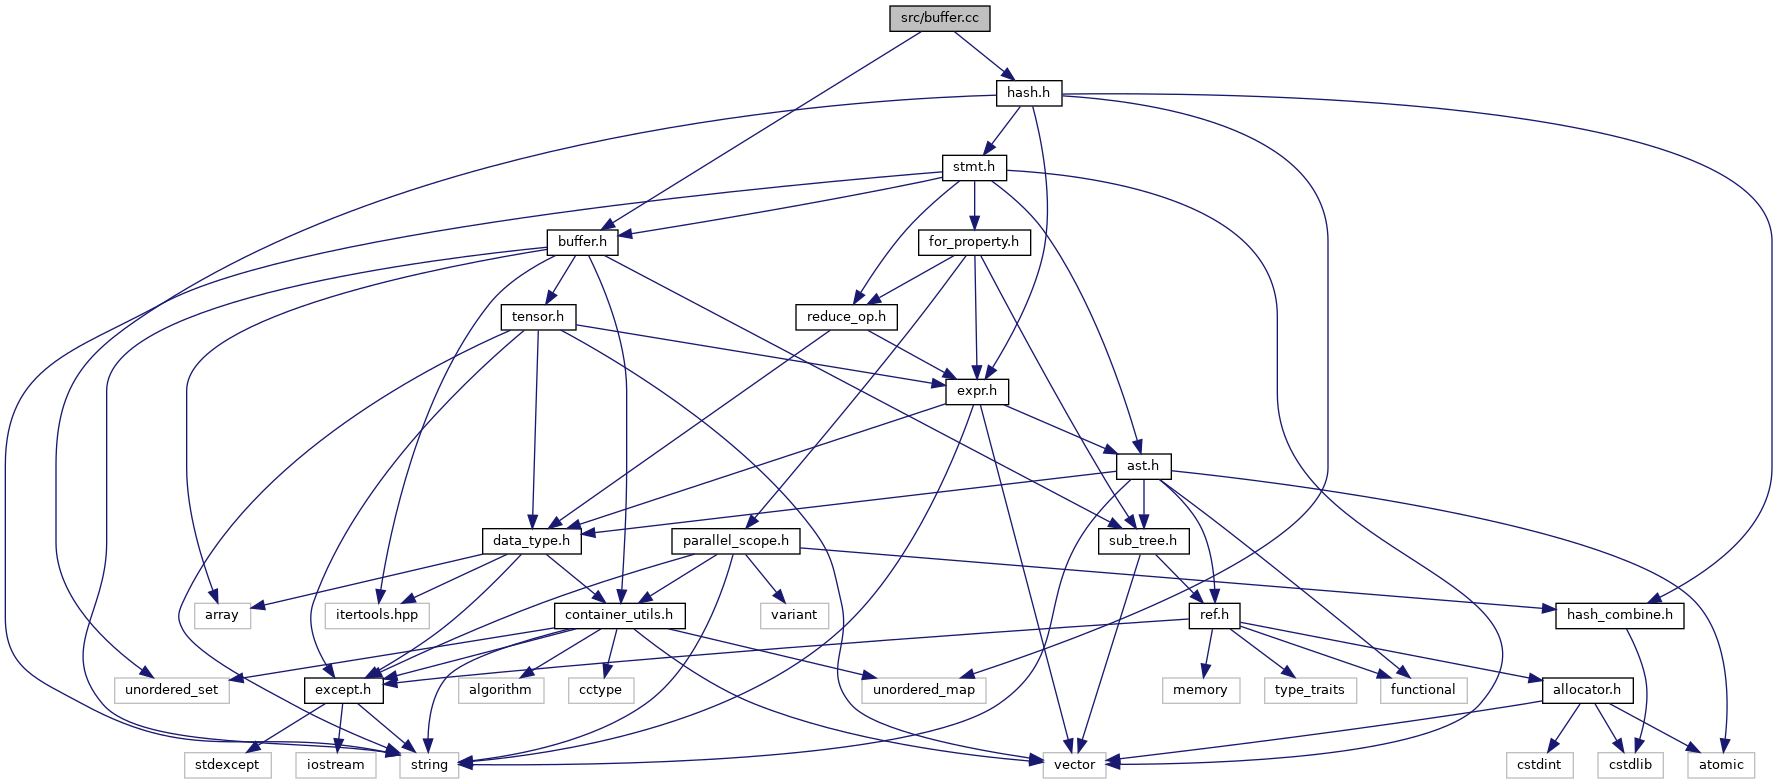 src/buffer.cc
hash.h
stmt.h
buffer.h
for_property.h
tensor.h
reduce_op.h
expr.h
ast.h
data_type.h
parallel_scope.h
sub_tree.h
array
itertools.hpp
container_utils.h
variant
ref.h
hash_combine.h
unordered_set
except.h
algorithm
cctype
unordered_map
memory
type_traits
functional
allocator.h
stdexcept
iostream
string
vector
cstdint
cstdlib
atomic